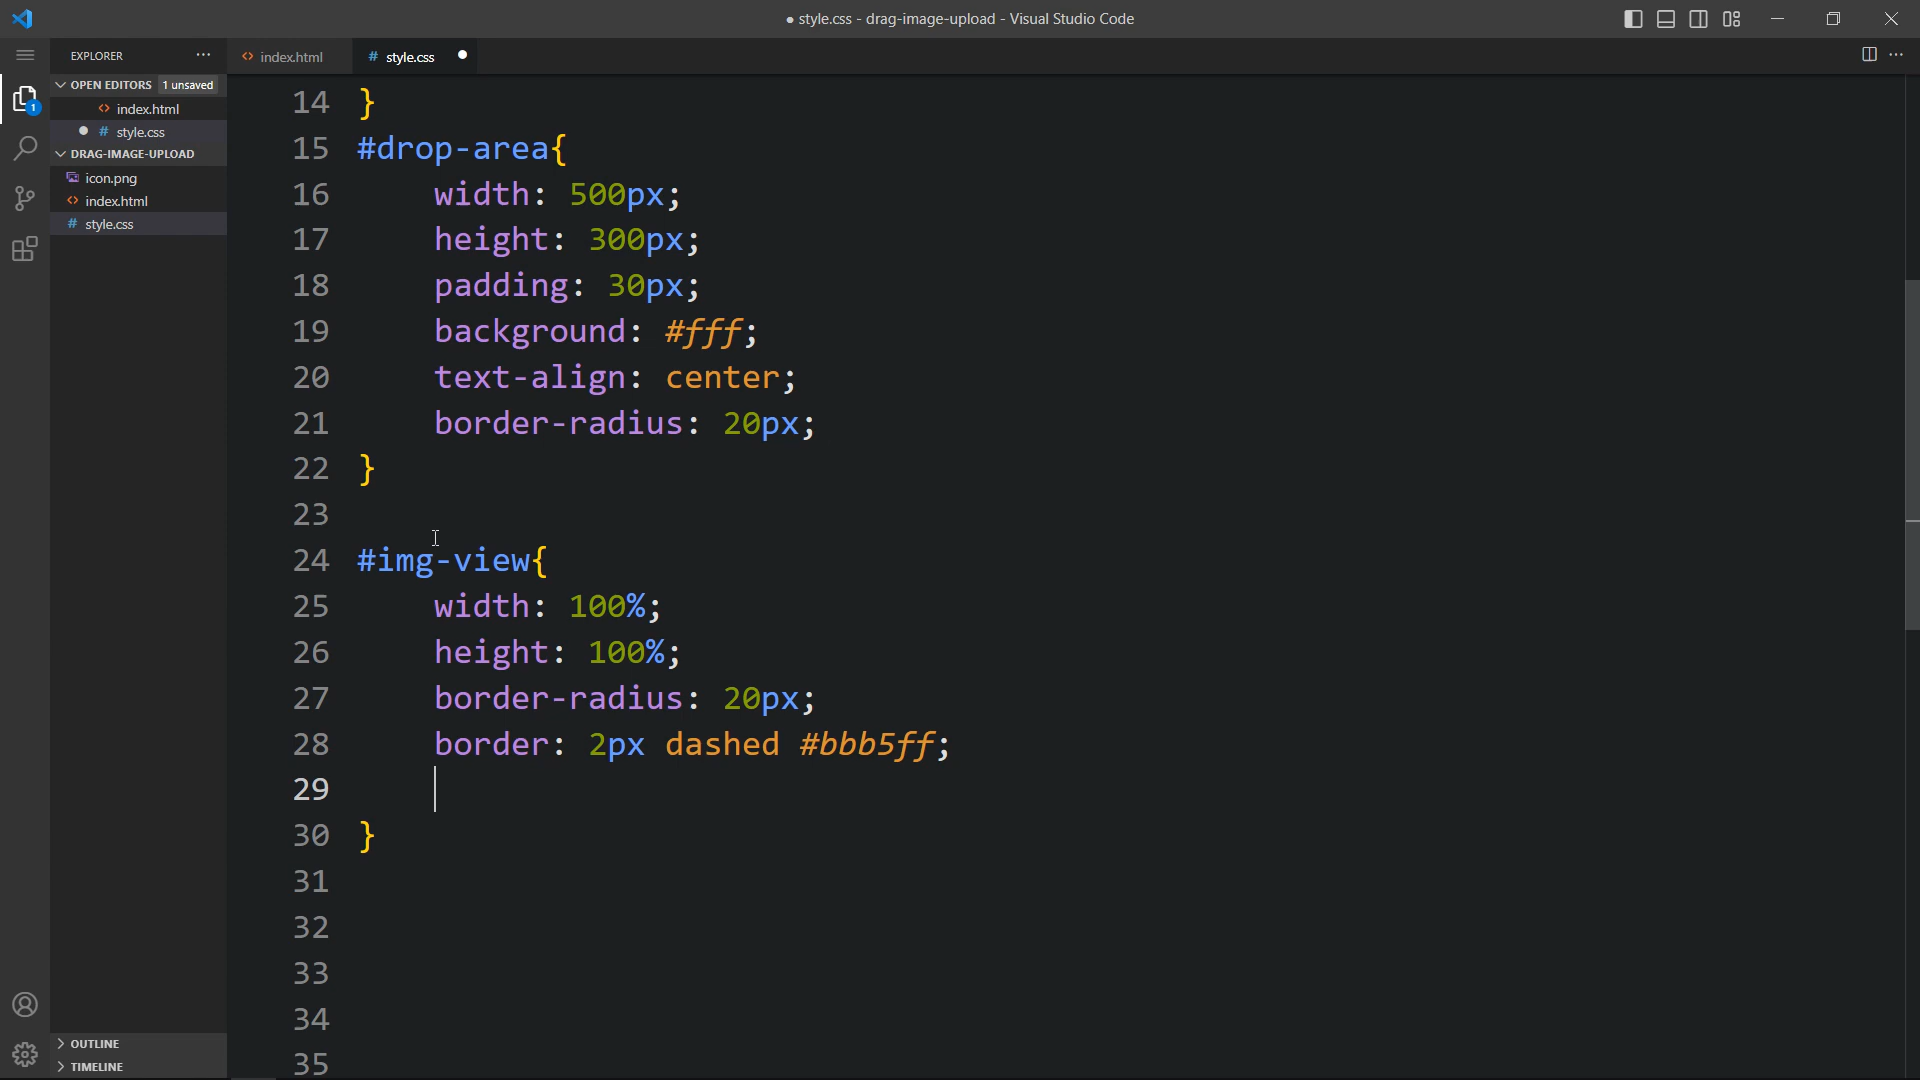 ● style.css - drag-image-upload - Visual Studio Code
EXPLORER
···
<> index.html
# style.css ●
···
OPEN EDITORS 1 unsaved
<> index.html
● # style.css
DRAG-IMAGE-UPLOAD
icon.png
<> index.html
# style.css
1
14 }
15 #drop-area{
16 width: 500px;
17 height: 300px;
18 padding: 30px;
19 background: #fff;
20 text-align: center;
21 border-radius: 20px;
22 }
23
24 #img-view{
25 width: 100%;
26 height: 100%;
27 border-radius: 20px;
28 border: 2px dashed #bbb5ff;
29
30 }
31
32
33
34
35
OUTLINE
TIMELINE